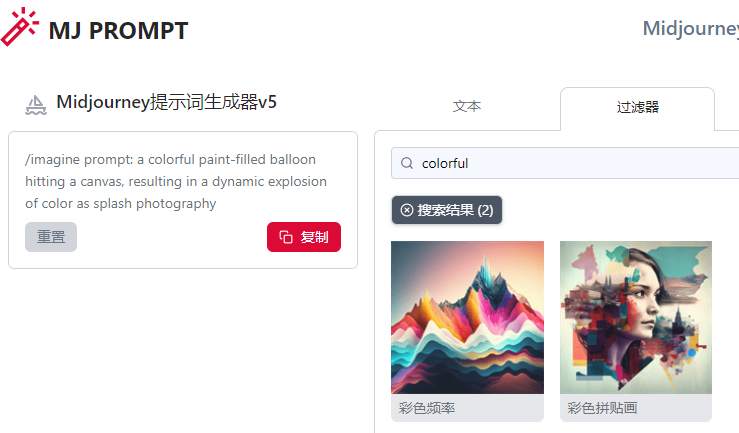 MJ PROMPT
Midjourney
Midjourney提示词生成器v5
文本
过滤器
/imagine prompt: a colorful paint-filled balloon
hitting a canvas, resulting in a dynamic explosion
of color as splash photography
重置
复制
colorful
搜索结果 (2)
彩色频率
彩色拼贴画